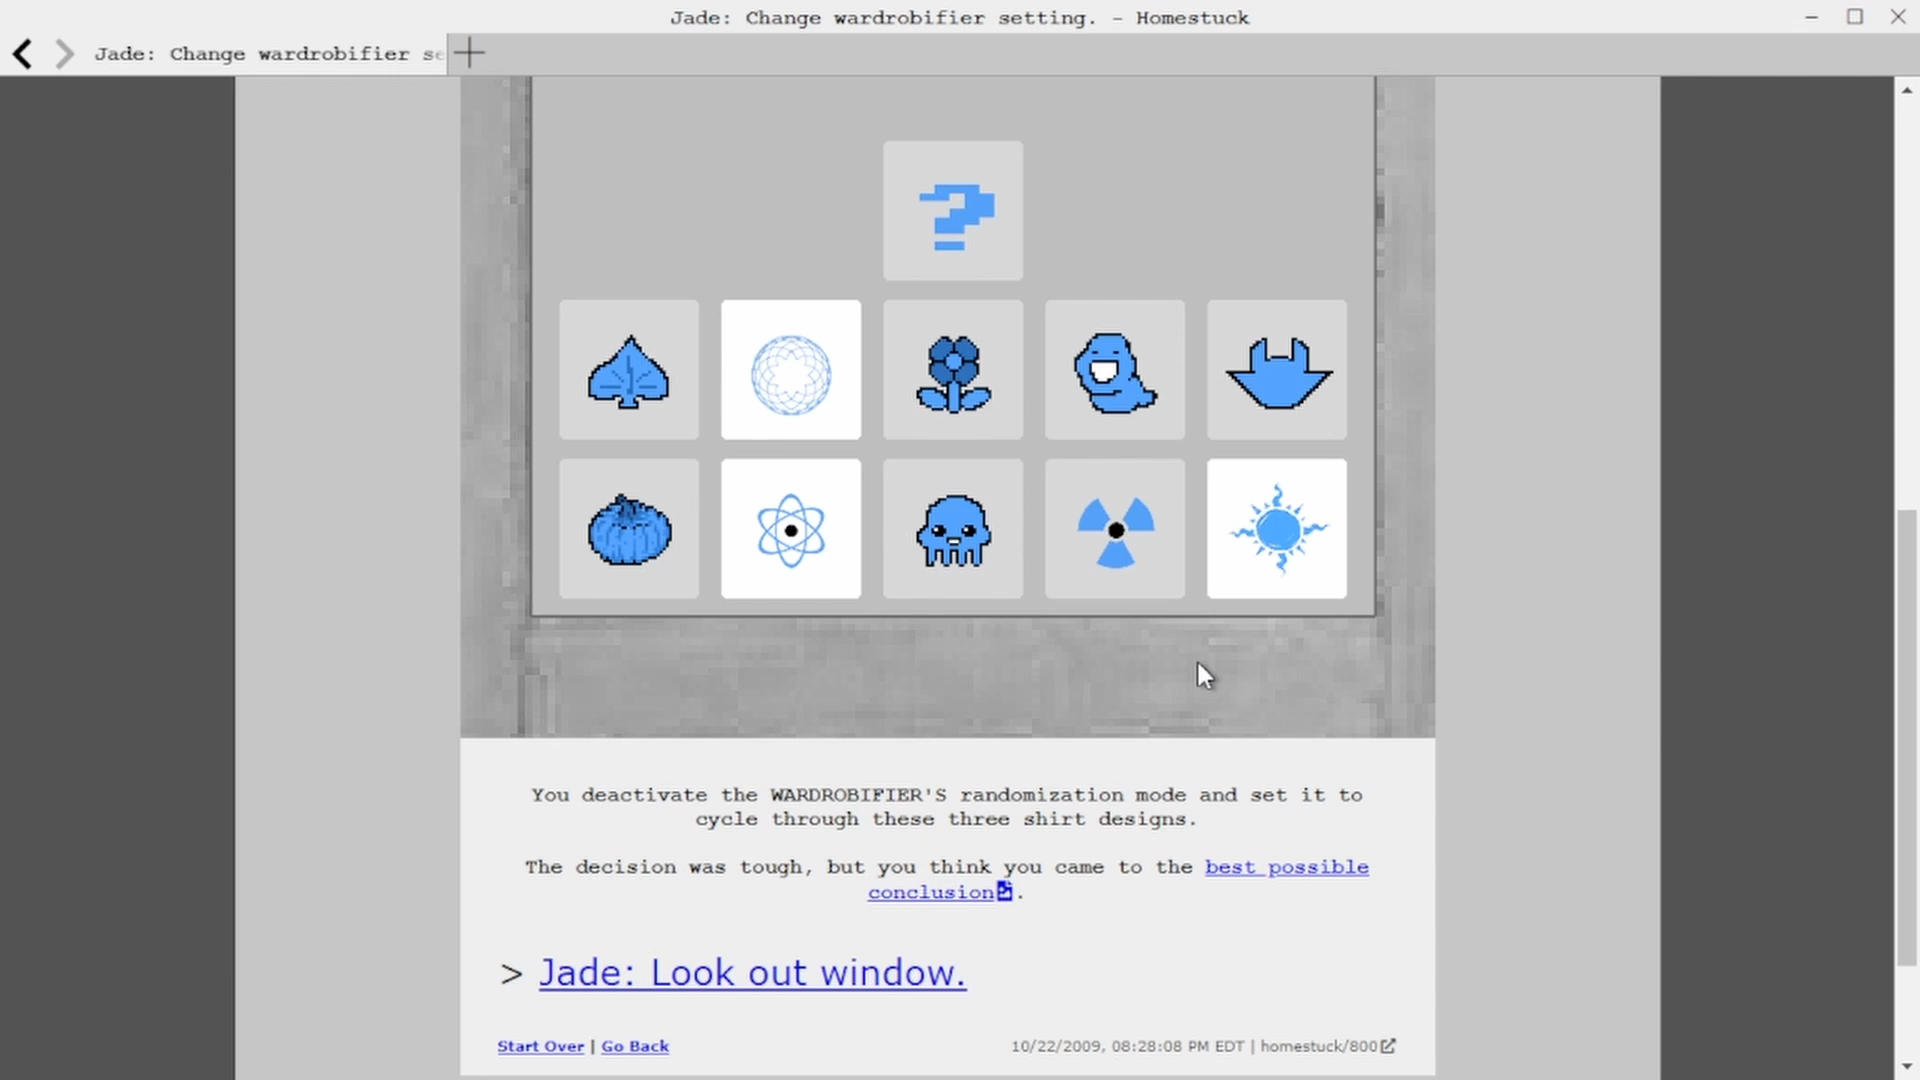 Jade: Change wardrobifier setting. - Homestuck
Jade: Change wardrobifier se
?
You deactivate the WARDROBIFIER'S randomization mode and set it to
cycle through these three shirt designs.
The decision was tough, but you think you came to the best possible
conclusion.
> Jade: Look out window.
Start Over | Go Back
10/22/2009, 08:28:08 PM EDT | homestuck/800